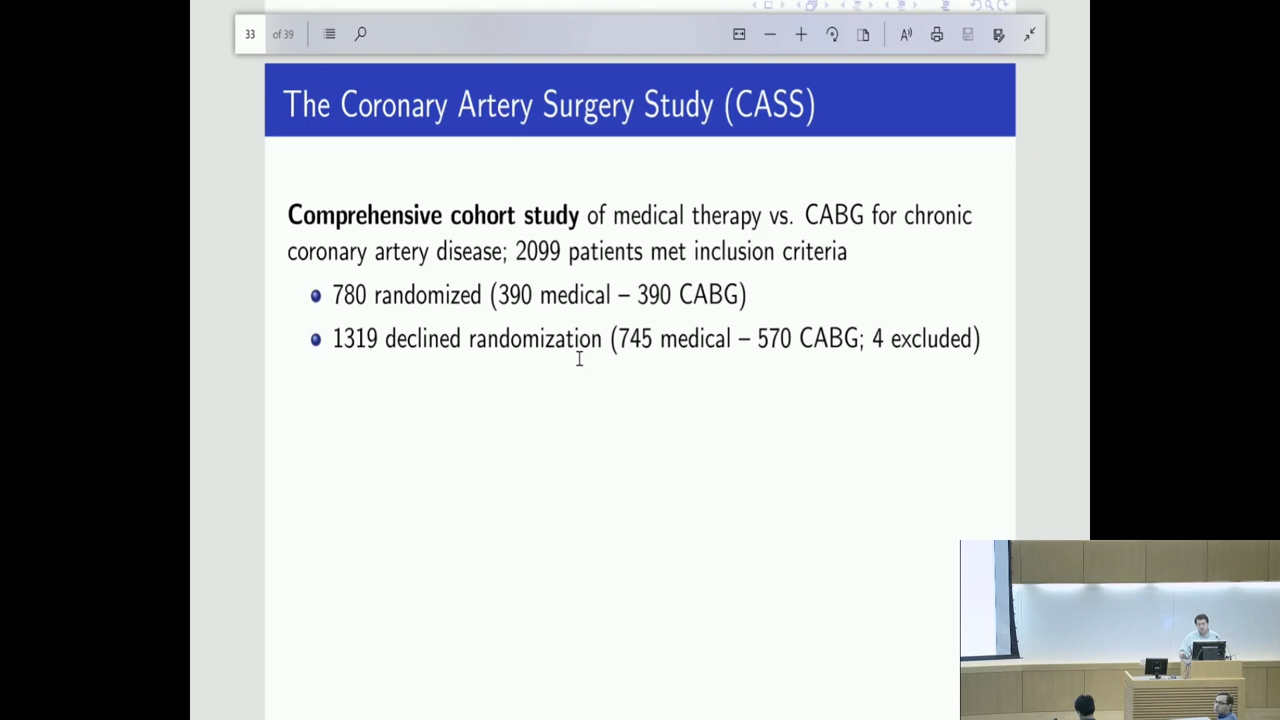 33 of 39
The Coronary Artery Surgery Study (CASS)
Comprehensive cohort study of medical therapy vs. CABG for chronic
coronary artery disease; 2099 patients met inclusion criteria
780 randomized (390 medical – 390 CABG)
1319 declined randomization (745 medical – 570 CABG; 4 excluded)